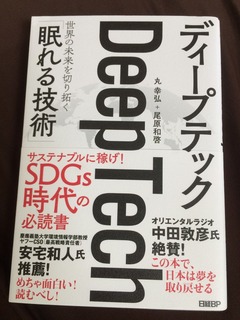 ディープテック
DeepTech
世界の未来を切り拓く
「眠れる技術」
丸 幸弘+尾原和啓
サステナブルに稼げ!
SDGs
時代の
必読書
慶應義塾大学環境情報学部教授
ヤフーCSO(最高戦略責任者)
安宅和人氏
推薦!
めちゃ面白い!
読むべし!
オリエンタルラジオ
中田敦彦氏
絶賛!
この本で、
日本は夢を
取り戻せる
日経BP